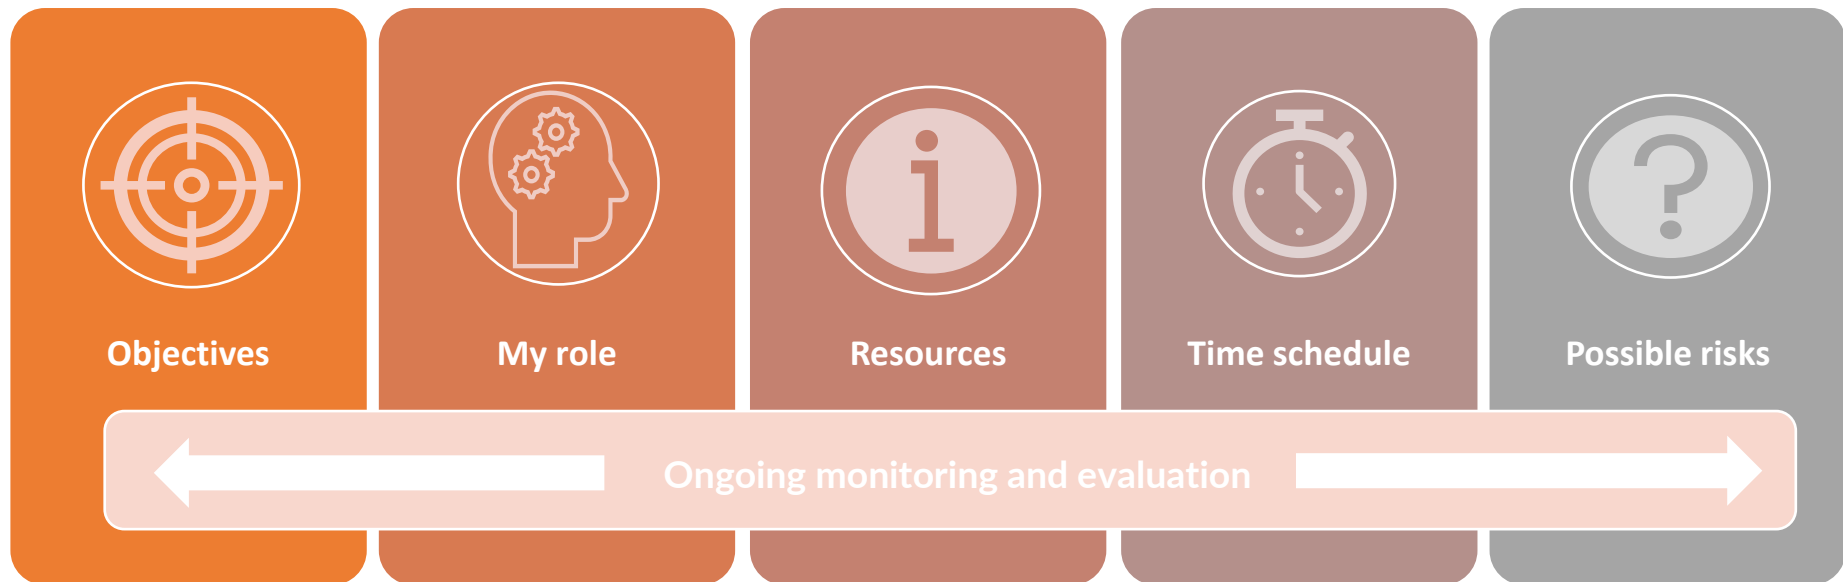 Objectives
My role
Resources
Time schedule
Possible risks
Ongoing monitoring and evaluation